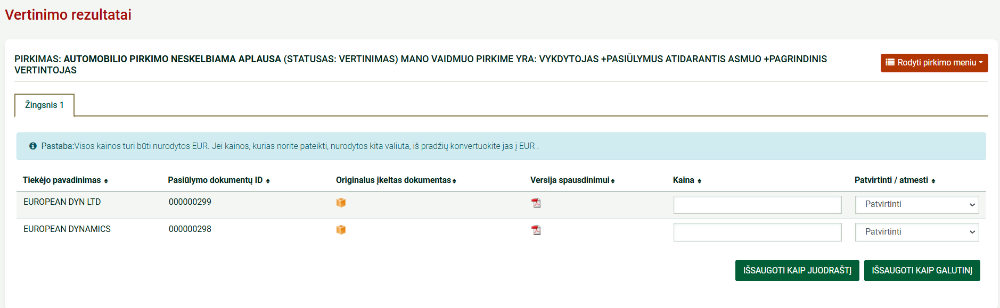 Vertinimo rezultatai
PIRKIMAS: AUTOMOBILIO PIRKIMO NESKELBIAMA APLAUSA (STATUSAS: VERTINIMAS) MANO VAIDMUO PIRKIME YRA: VYKDYTOJAS +PASIŪLYMUS ATIDARANTIS ASMUO +PAGRINDINIS
VERTINTOJAS
Rodyti pirkimo meniu
Žingsnis 1
Pastaba:Visos kainos turi būti nurodytos EUR. Jei kainos, kurias norite pateikti, nurodytos kita valiuta, iš pradžių konvertuokite jas į EUR .
Tiekėjo pavadinimas Pasiūlymo dokumentų ID Originalus įkeltas dokumentas Versija spausdinimui Kaina Patvirtinti / atmesti
EUROPEAN DYN LTD 000000299 Patvirtinti
EUROPEAN DYNAMICS 000000298 Patvirtinti
IŠSAUGOTI KAIP JUODRAŠTĮ IŠSAUGOTI KAIP GALUTINĮ